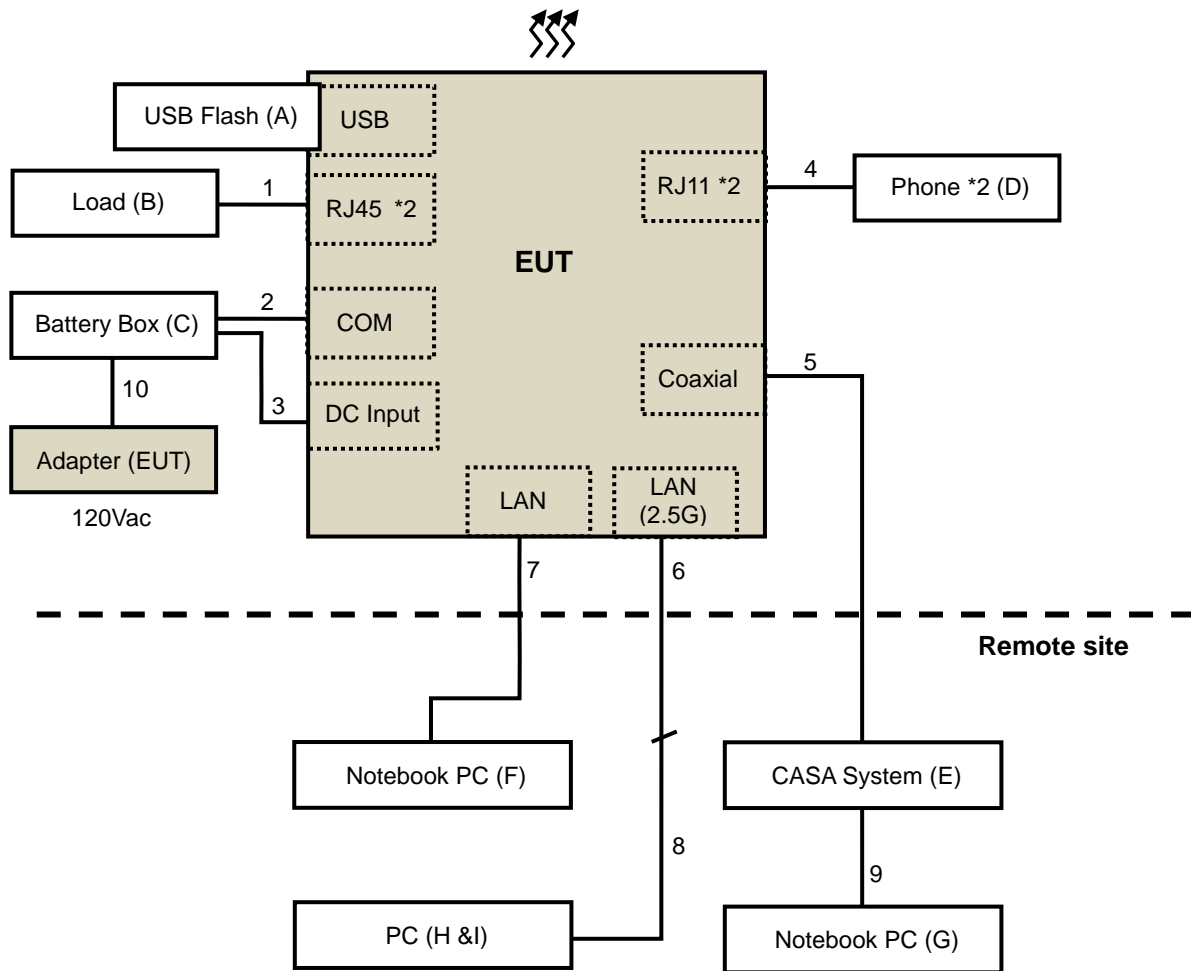 USB Flash (A)
USB
1
Load (B)
RJ45 *2
RJ11 *2
4
Phone *2 (D)
EUT
2
Battery Box (C)
COM
10
3
DC Input
5
Coaxial
Adapter (EUT)
120Vac
LAN
LAN
(2.5G)
7
6
Remote site
Notebook PC (F)
CASA System (E)
8
9
PC (H &I)
Notebook PC (G)